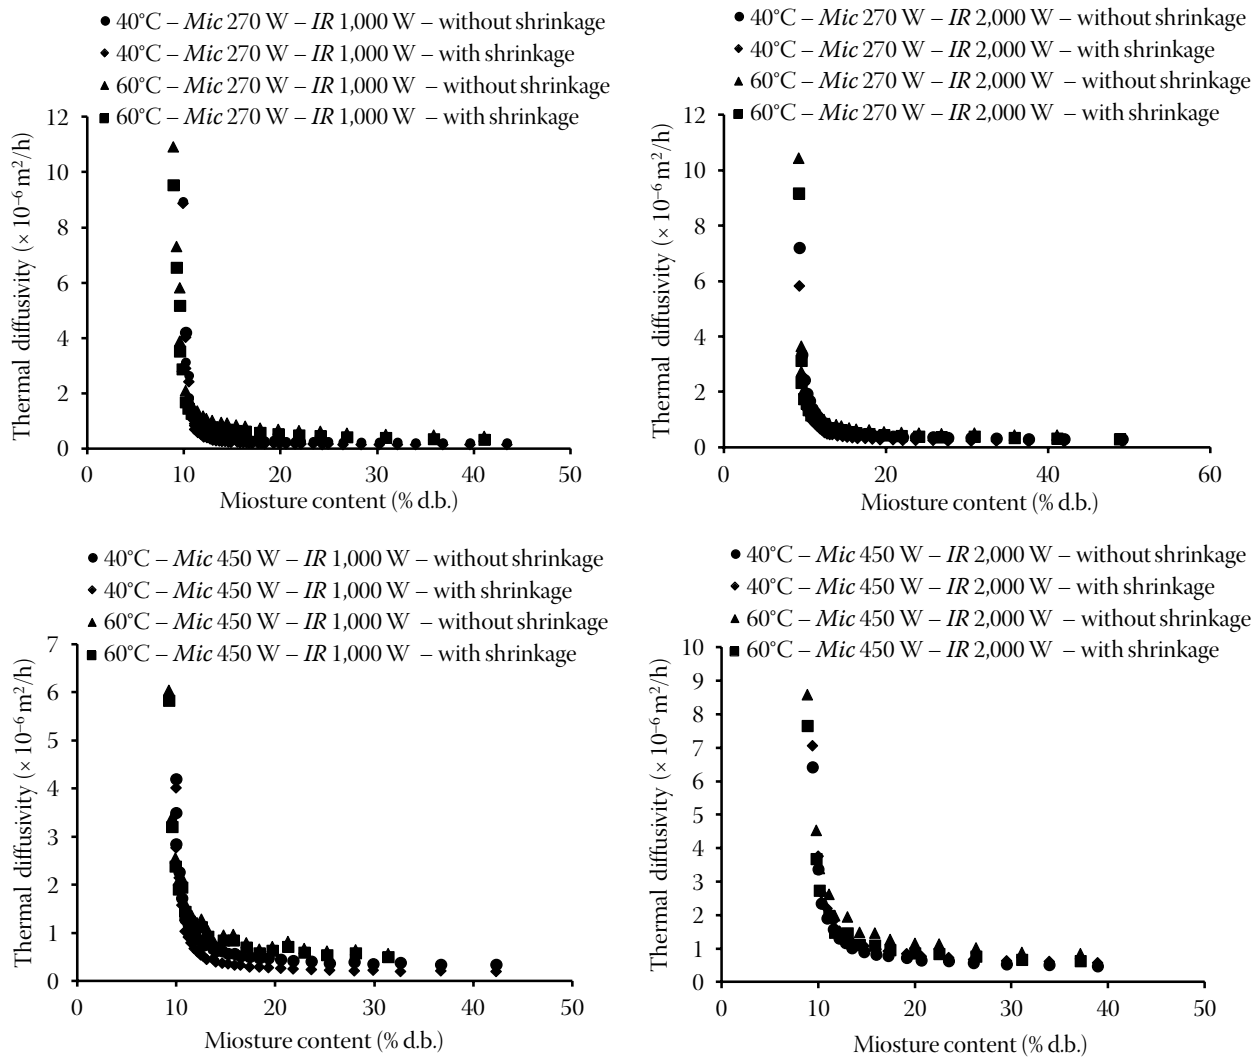 ● 40°C – Mic 270 W – IR 1,000 W – without shrinkage
◆ 40°C – Mic 270 W – IR 1,000 W – with shrinkage
▲ 60°C – Mic 270 W – IR 1,000 W – without shrinkage
■ 60°C – Mic 270 W – IR 1,000 W – with shrinkage
Thermal diffusivity (× 10⁻⁶ m²/h)
12
10
8
6
4
2
0
0 10 20 30 40 50
Miosture content (% d.b.)
● 40°C – Mic 270 W – IR 2,000 W – without shrinkage
◆ 40°C – Mic 270 W – IR 2,000 W – with shrinkage
▲ 60°C – Mic 270 W – IR 2,000 W – without shrinkage
■ 60°C – Mic 270 W – IR 2,000 W – with shrinkage
Thermal diffusivity (× 10⁻⁶ m²/h)
12
10
8
6
4
2
0
0 20 40 60
Miosture content (% d.b.)
● 40°C – Mic 450 W – IR 1,000 W – without shrinkage
◆ 40°C – Mic 450 W – IR 1,000 W – with shrinkage
▲ 60°C – Mic 450 W – IR 1,000 W – without shrinkage
■ 60°C – Mic 450 W – IR 1,000 W – with shrinkage
Thermal diffusivity (× 10⁻⁶ m²/h)
7
6
5
4
3
2
1
0
0 10 20 30 40 50
Miosture content (% d.b.)
● 40°C – Mic 450 W – IR 2,000 W – without shrinkage
◆ 40°C – Mic 450 W – IR 2,000 W – with shrinkage
▲ 60°C – Mic 450 W – IR 2,000 W – without shrinkage
■ 60°C – Mic 450 W – IR 2,000 W – with shrinkage
Thermal diffusivity (× 10⁻⁶ m²/h)
10
9
8
7
6
5
4
3
2
1
0
0 10 20 30 40 50
Miosture content (% d.b.)